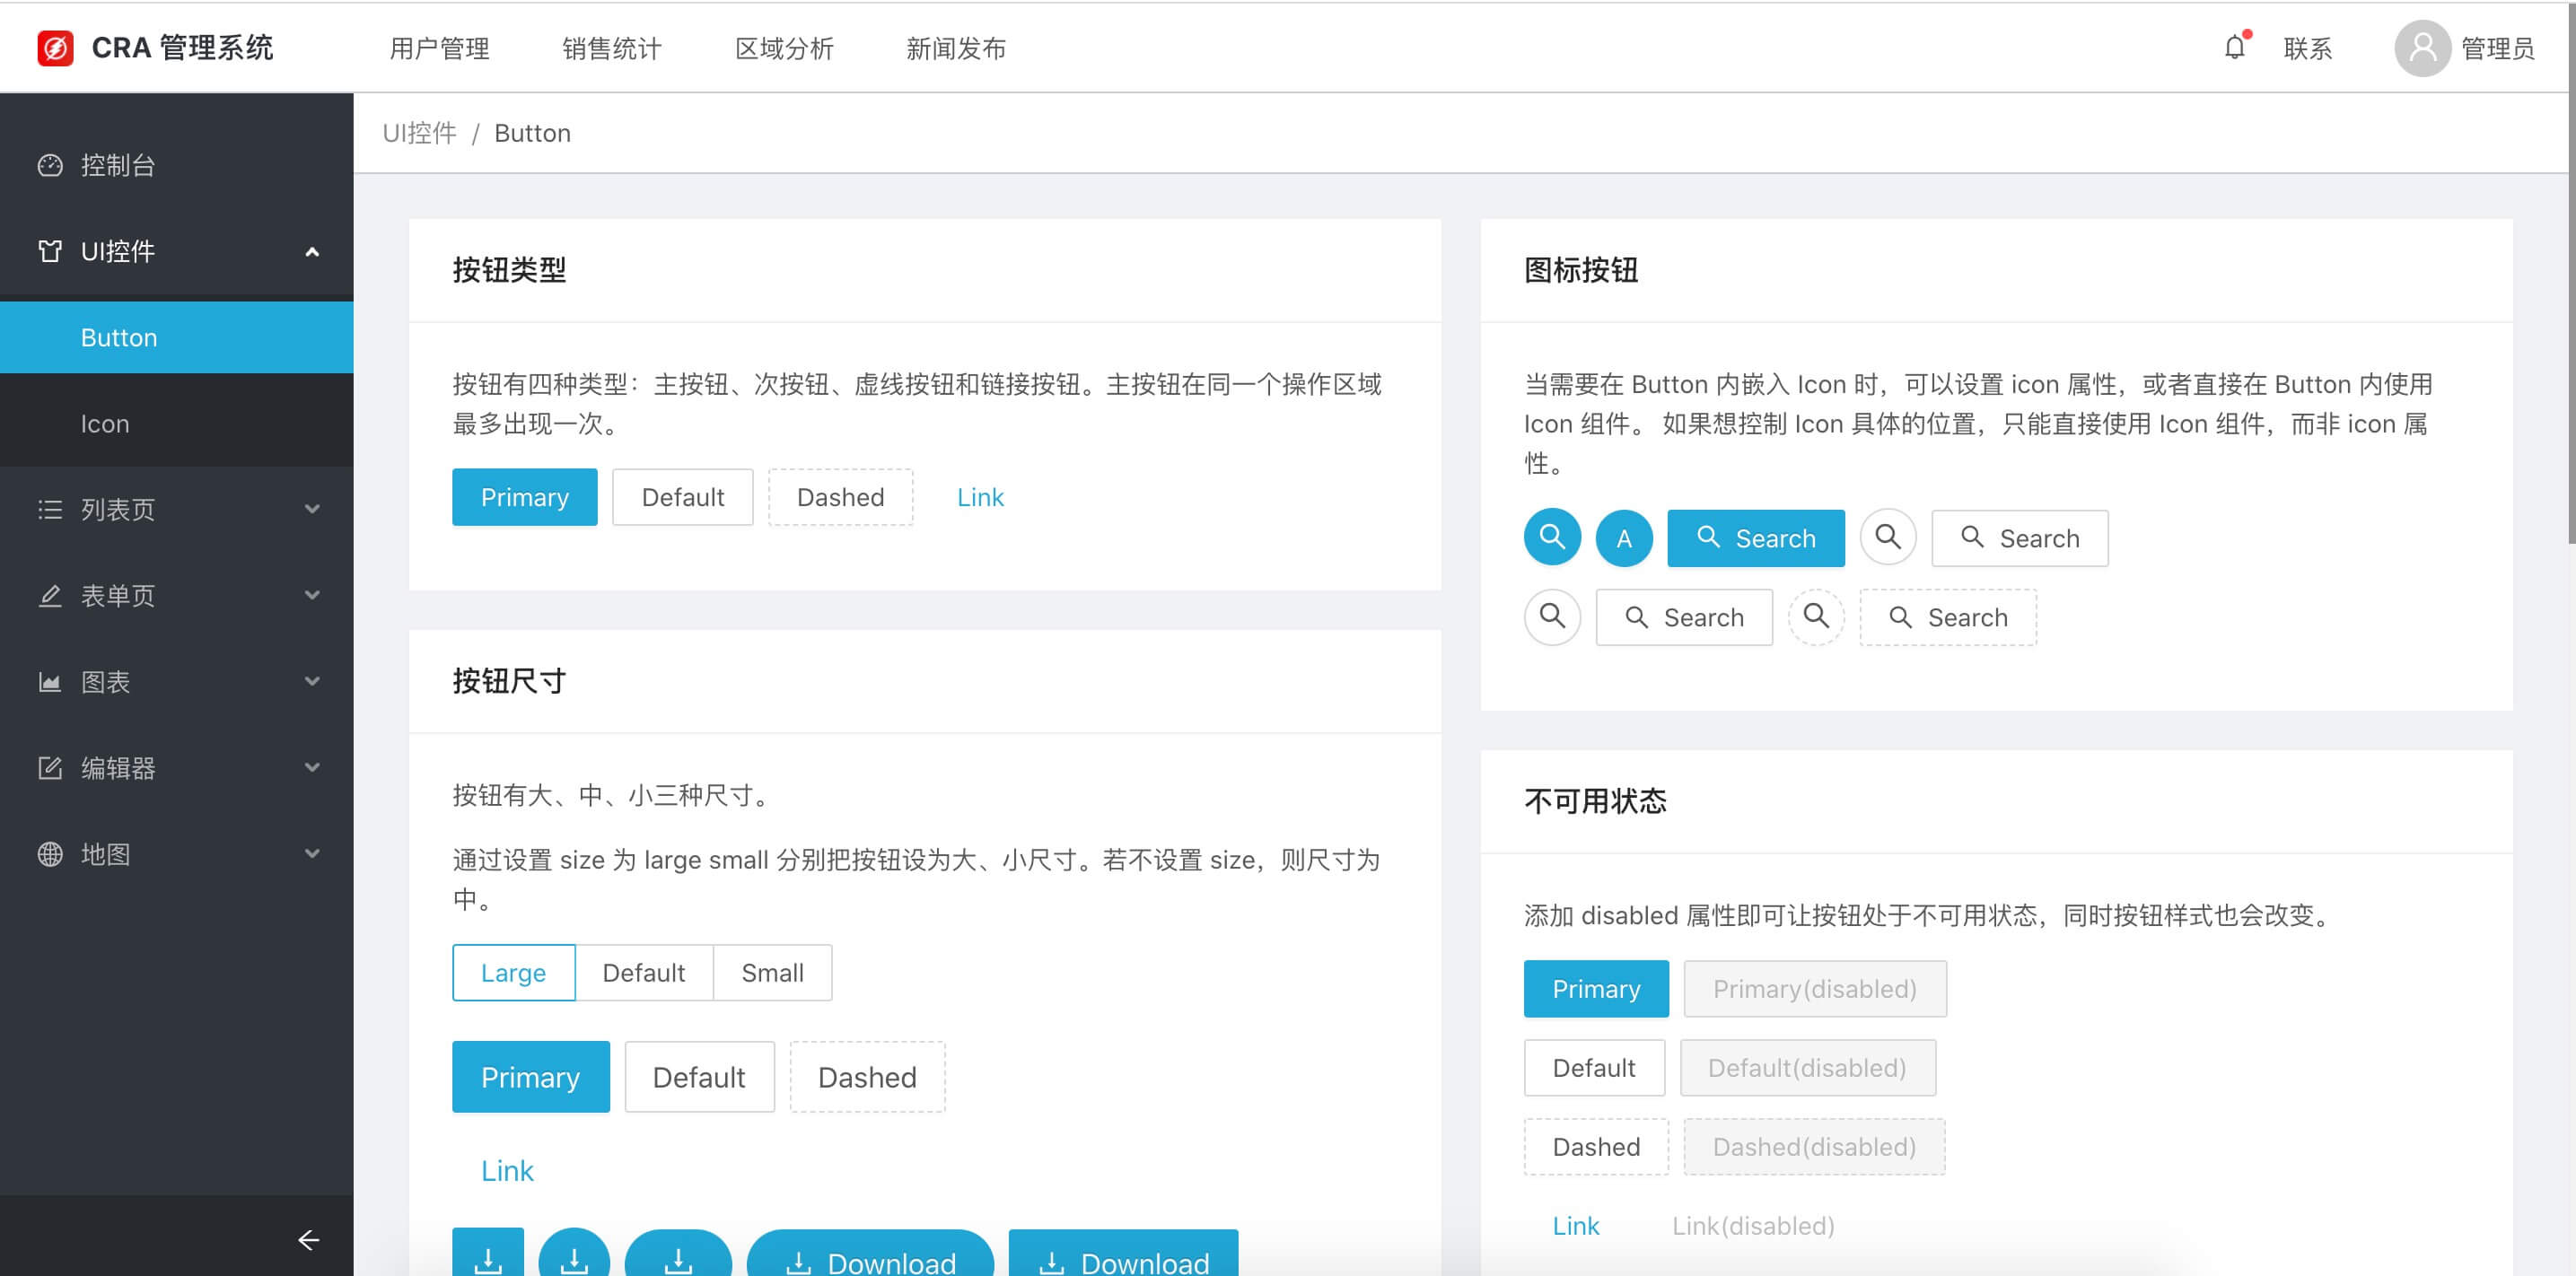 CRA 管理系统
用户管理 销售统计 区域分析 新闻发布
联系 管理员
控制台
UI控件
Button
Icon
列表页
表单页
图表
编辑器
地图
UI控件 / Button
按钮类型
按钮有四种类型：主按钮、次按钮、虚线按钮和链接按钮。主按钮在同一个操作区域
最多出现一次。
Primary Default Dashed Link
按钮尺寸
按钮有大、中、小三种尺寸。
通过设置 size 为 large small 分别把按钮设为大、小尺寸。若不设置 size，则尺寸为
中。
Large Default Small
Primary Default Dashed
Link
Download Download
图标按钮
当需要在 Button 内嵌入 Icon 时，可以设置 icon 属性，或者直接在 Button 内使用
Icon 组件。 如果想控制 Icon 具体的位置，只能直接使用 Icon 组件，而非 icon 属
性。
A Search Search
Search Search
不可用状态
添加 disabled 属性即可让按钮处于不可用状态，同时按钮样式也会改变。
Primary Primary(disabled)
Default Default(disabled)
Dashed Dashed(disabled)
Link Link(disabled)